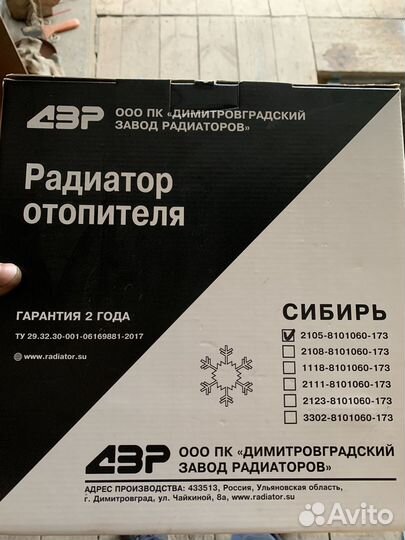 ДЗР ООО ПК «ДИМИТРОВГРАДСКИЙ
ЗАВОД РАДИАТОРОВ»
Радиатор
отопителя
ГАРАНТИЯ 2 ГОДА
ТУ 29.32.30-001-06169881-2017
www.radiator.su
СИБИРЬ
2105-8101060-173
2108-8101060-173
1118-8101060-173
2111-8101060-173
2123-8101060-173
3302-8101060-173
ДЗР ООО ПК «ДИМИТРОВГРАДСКИЙ
ЗАВОД РАДИАТОРОВ»
АДРЕС ПРОИЗВОДСТВА: 433513, Россия, Ульяновская область,
г. Димитровград, ул. Чайкиной, 8а, www.radiator.su
Avito